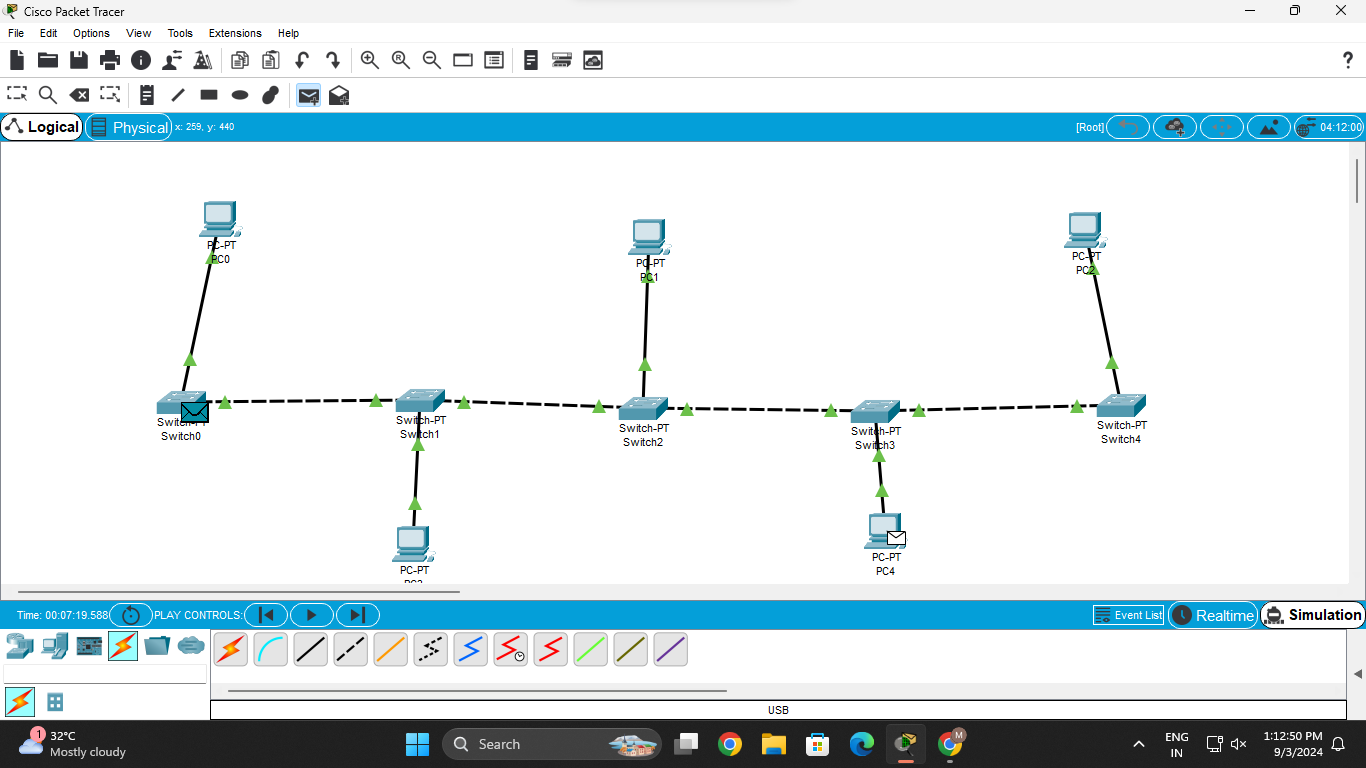 Cisco Packet Tracer
File Edit Options View Tools Extensions Help
Logical Physical x: 259, y: 440 [Root] 04:12:00
PC-PT
PC0
PC-PT
PC1
PC-PT
PC2
Switch-PT
Switch0
Switch-PT
Switch1
Switch-PT
Switch2
Switch-PT
Switch3
Switch-PT
Switch4
PC-PT
PC-PT
PC4
Time: 00:07:19.588 PLAY CONTROLS: Event List Realtime Simulation
USB
1
32°C
Mostly cloudy
Search
M
ENG
IN
1:12:50 PM
9/3/2024